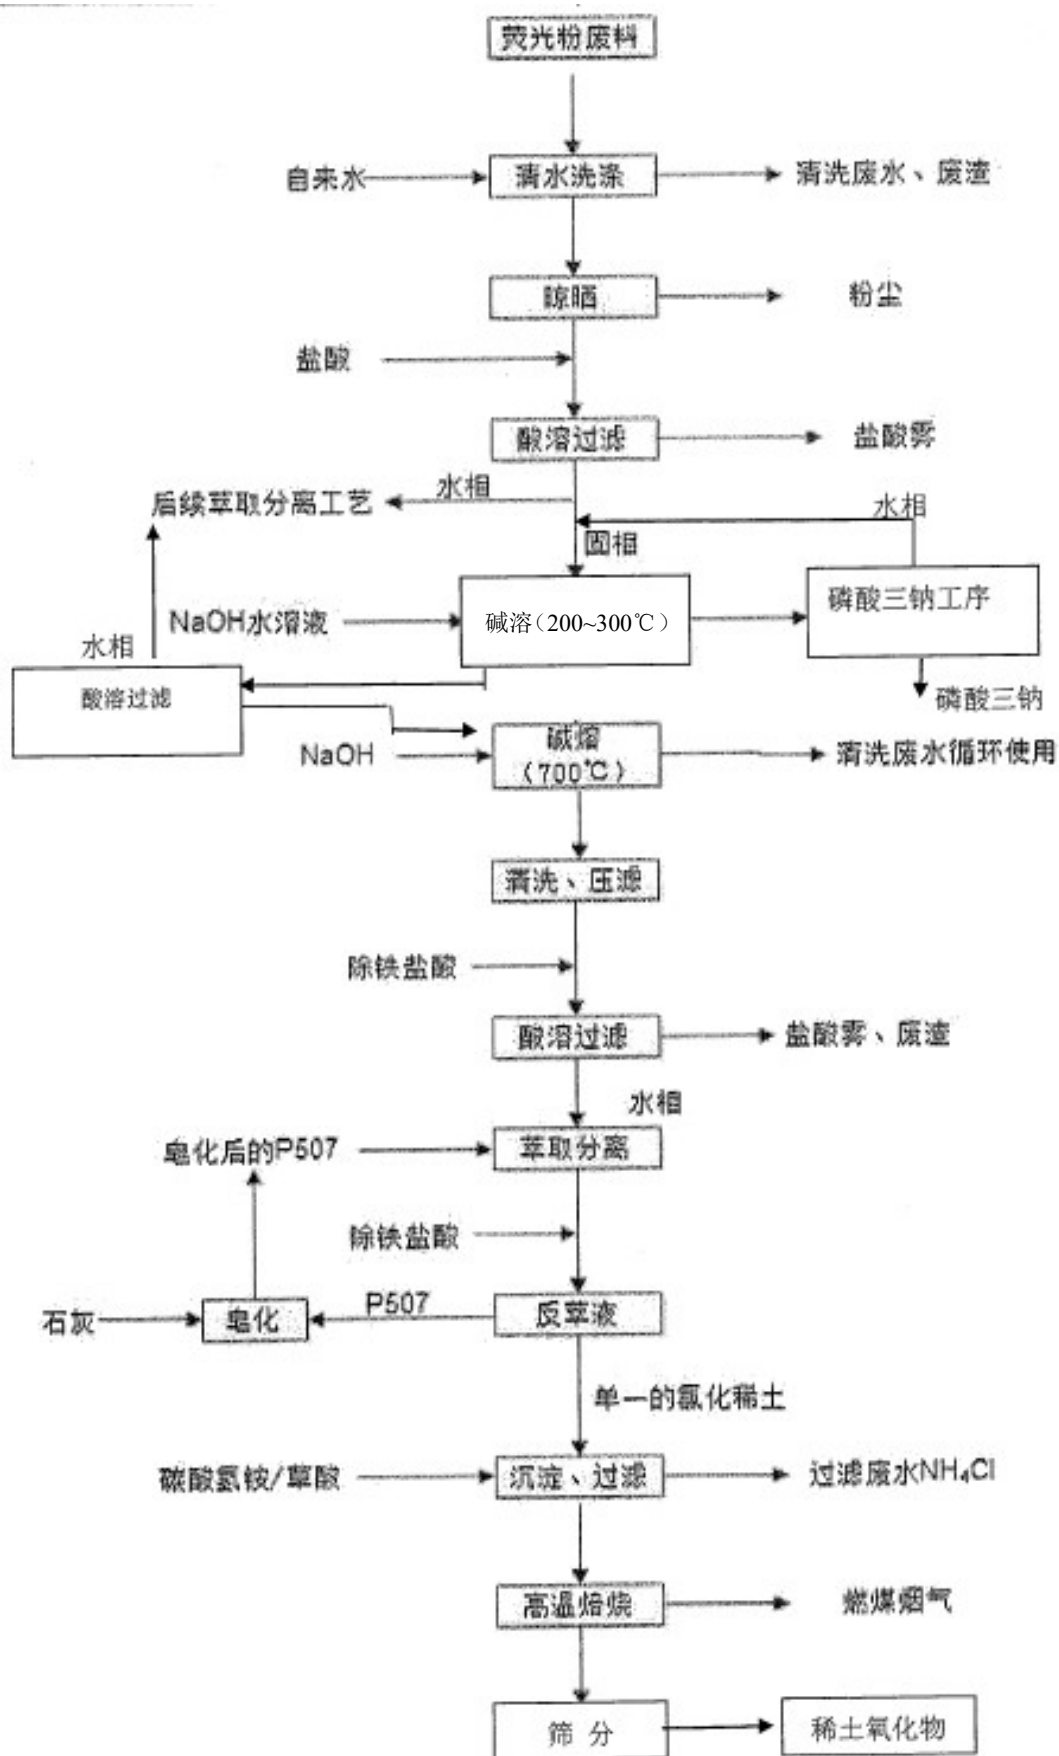 荧光粉废料
自来水
清水洗涤
清洗废水、废渣
晾晒
粉尘
盐酸
酸溶过滤
盐酸雾
水相
后续萃取分离工艺
水相
固相
NaOH水溶液
碱溶(200~300℃)
磷酸三钠工序
水相
酸溶过滤
磷酸三钠
NaOH
碱熔
(700℃)
清洗废水循环使用
清洗、压滤
除铁盐酸
酸溶过滤
盐酸雾、废渣
水相
皂化后的P507
萃取分离
除铁盐酸
石灰
皂化
P507
反萃液
单一的氯化稀土
碳酸氢铵/草酸
沉淀、过滤
过滤废水NH₄Cl
高温焙烧
燃煤烟气
筛 分
稀土氧化物